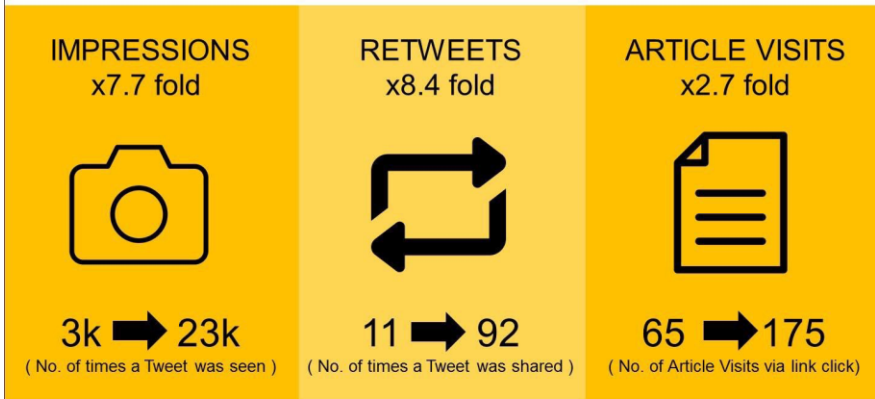 IMPRESSIONS
x7.7 fold
3k 23k
( No. of times a Tweet was seen )
RETWEETS
x8.4 fold
11 92
( No. of times a Tweet was shared )
ARTICLE VISITS
x2.7 fold
65 175
( No. of Article Visits via link click)